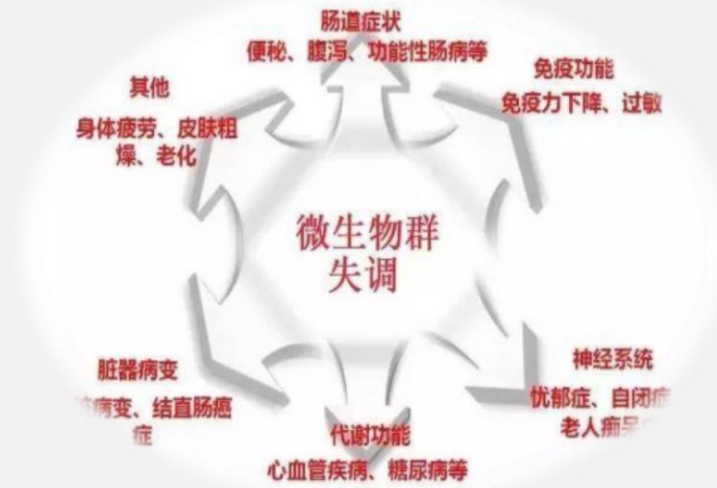 肠道症状
便秘、腹泻、功能性肠病等
免疫功能
免疫力下降、过敏
其他
身体疲劳、皮肤粗
燥、老化
微生物群
失调
神经系统
忧郁症、自闭症
老人痴呆
脏器病变
病变、结直肠癌
症
代谢功能
心血管疾病、糖尿病等